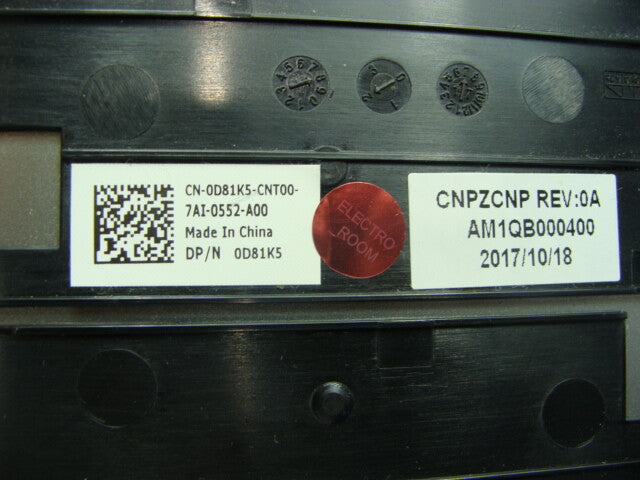 CN-0D81K5-CNT00-
7AI-0552-A00
Made In China
DP/N 0D81K5
ELECTRO
_ROOM
CNPZCNP REV:0A
AM1QB000400
2017/10/18